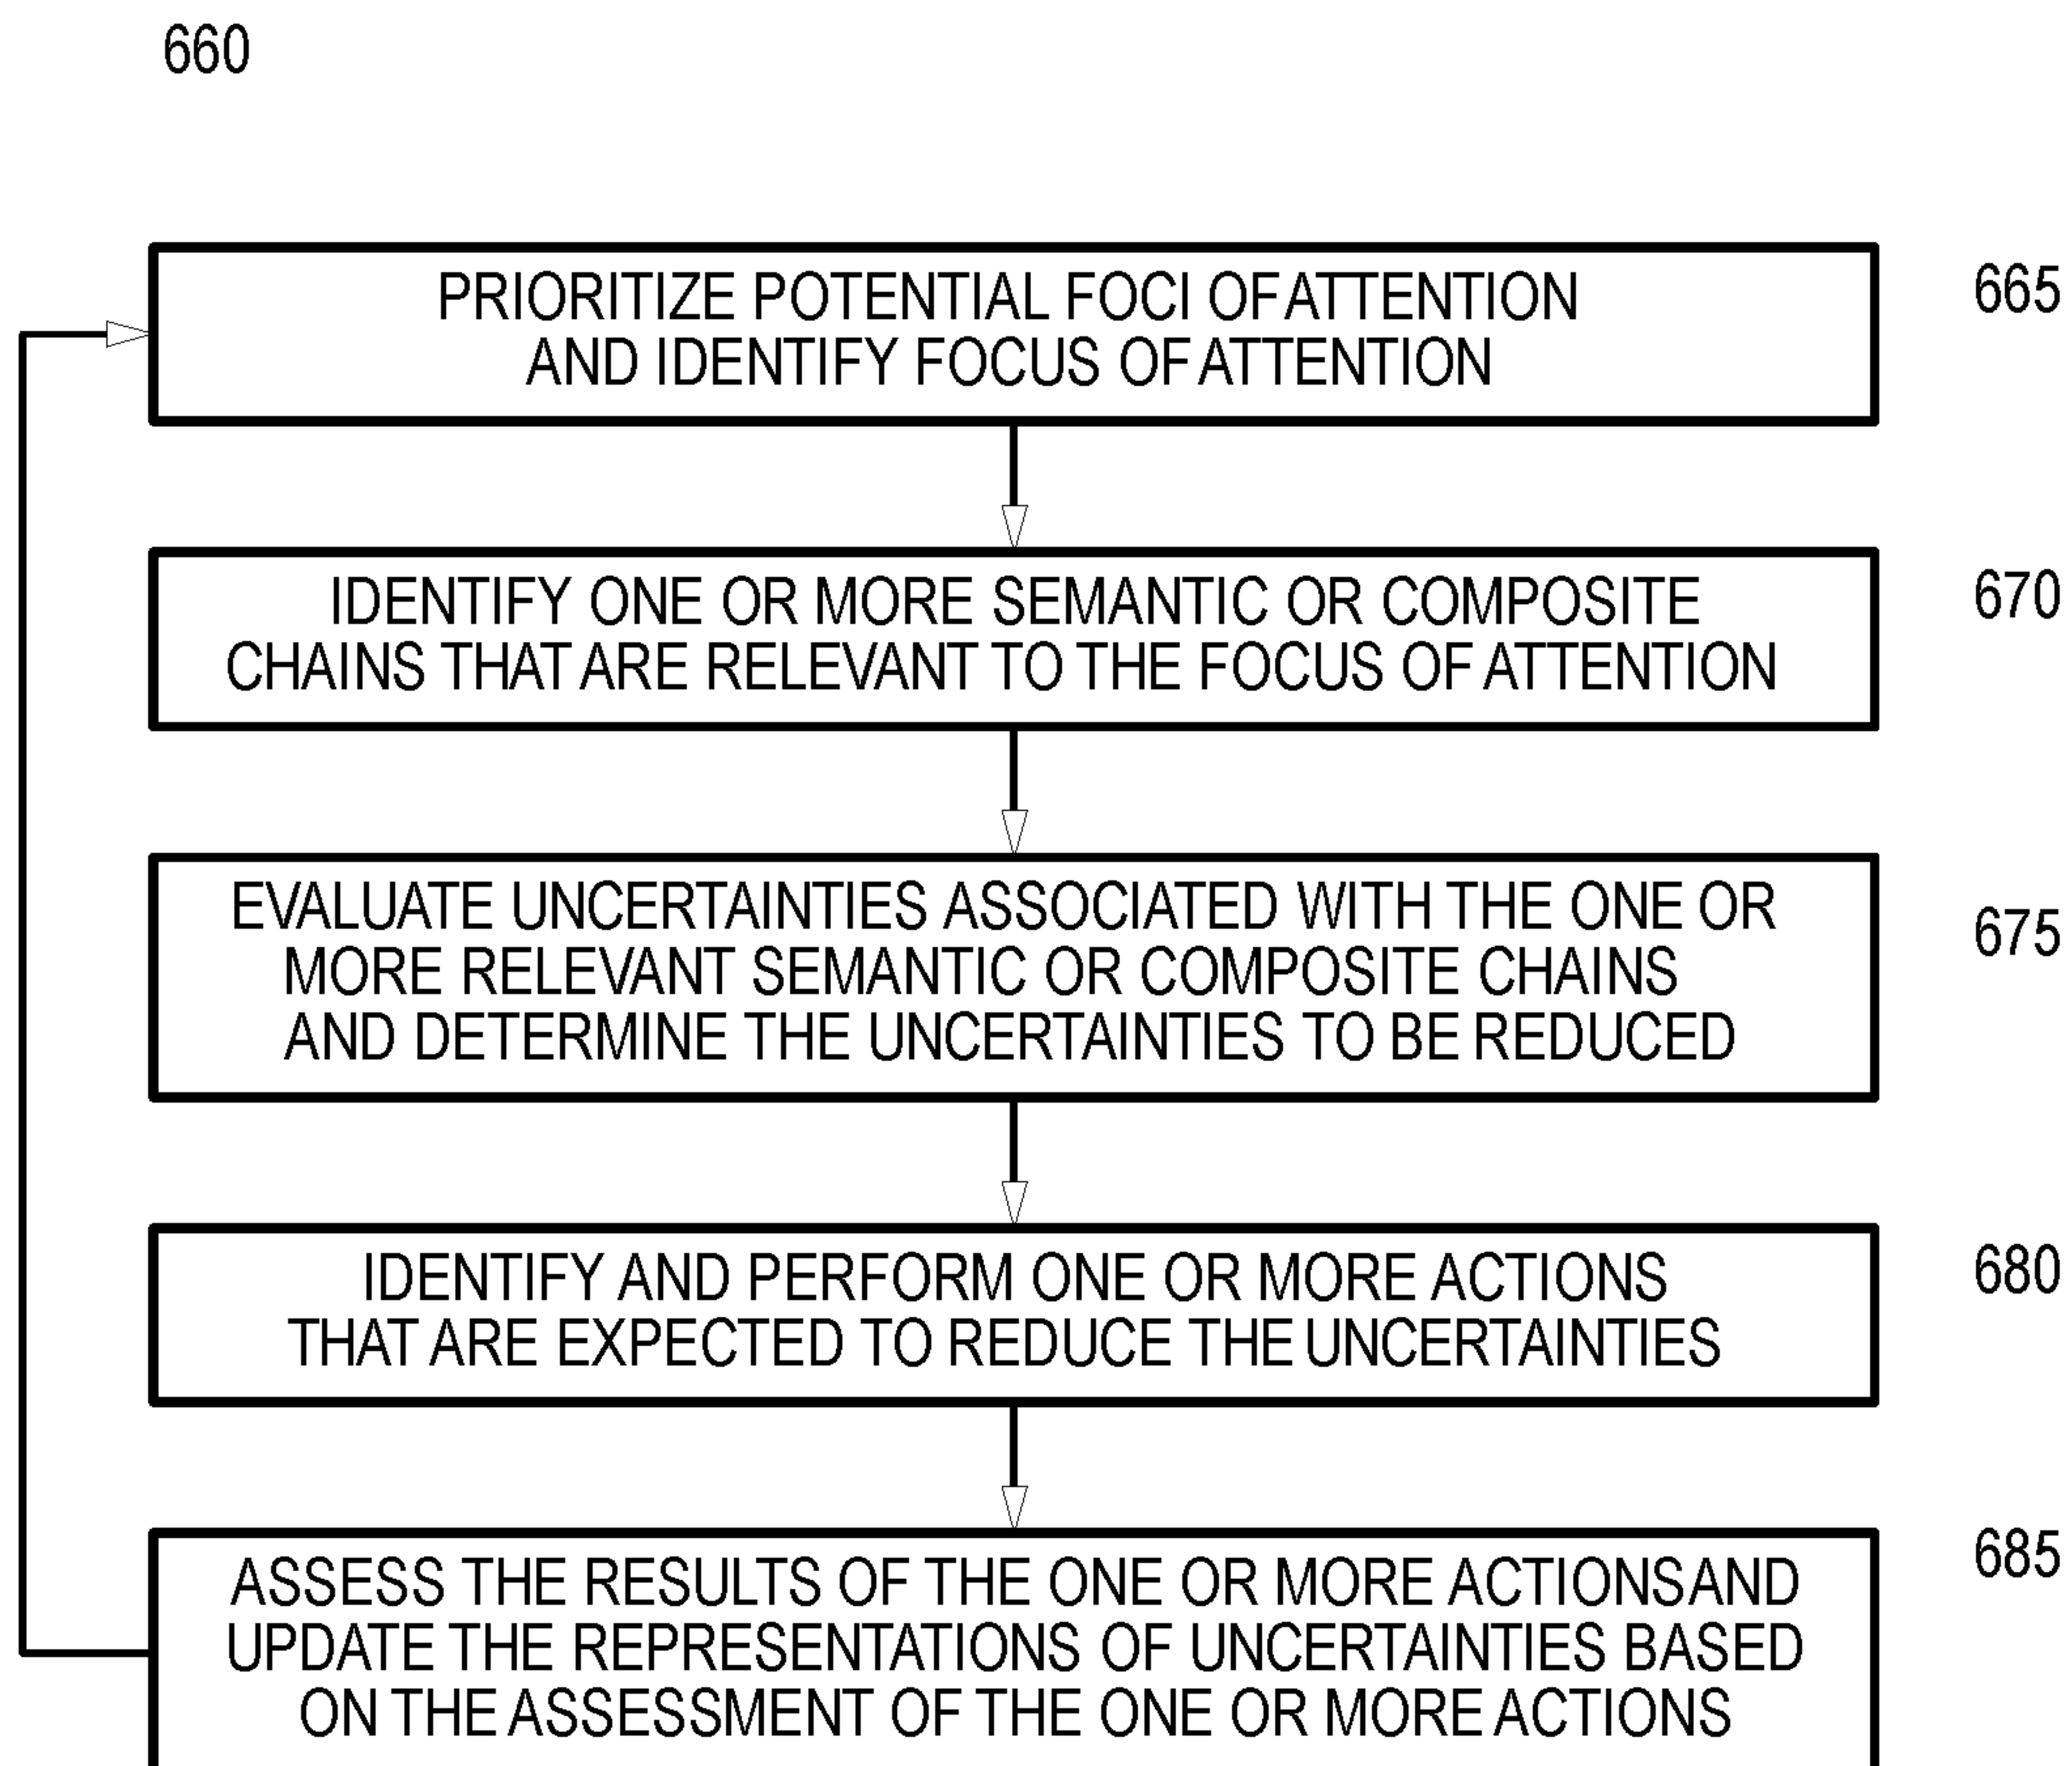 660
PRIORITIZE POTENTIAL FOCI OF ATTENTION
AND IDENTIFY FOCUS OF ATTENTION
665
IDENTIFY ONE OR MORE SEMANTIC OR COMPOSITE
CHAINS THAT ARE RELEVANT TO THE FOCUS OF ATTENTION
670
EVALUATE UNCERTAINTIES ASSOCIATED WITH THE ONE OR
MORE RELEVANT SEMANTIC OR COMPOSITE CHAINS
AND DETERMINE THE UNCERTAINTIES TO BE REDUCED
675
IDENTIFY AND PERFORM ONE OR MORE ACTIONS
THAT ARE EXPECTED TO REDUCE THE UNCERTAINTIES
680
ASSESS THE RESULTS OF THE ONE OR MORE ACTIONS AND
UPDATE THE REPRESENTATIONS OF UNCERTAINTIES BASED
ON THE ASSESSMENT OF THE ONE OR MORE ACTIONS
685